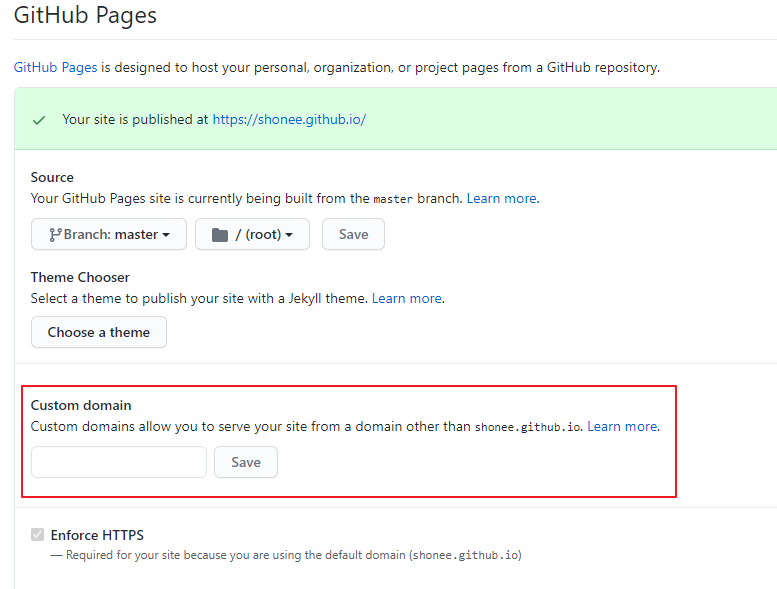 GitHub Pages
GitHub Pages is designed to host your personal, organization, or project pages from a GitHub repository.
Your site is published at https://shonee.github.io/
Source
Your GitHub Pages site is currently being built from the master branch. Learn more.
Branch: master / (root) Save
Theme Chooser
Select a theme to publish your site with a Jekyll theme. Learn more.
Choose a theme
Custom domain
Custom domains allow you to serve your site from a domain other than shonee.github.io. Learn more.
Save
Enforce HTTPS
— Required for your site because you are using the default domain (shonee.github.io)